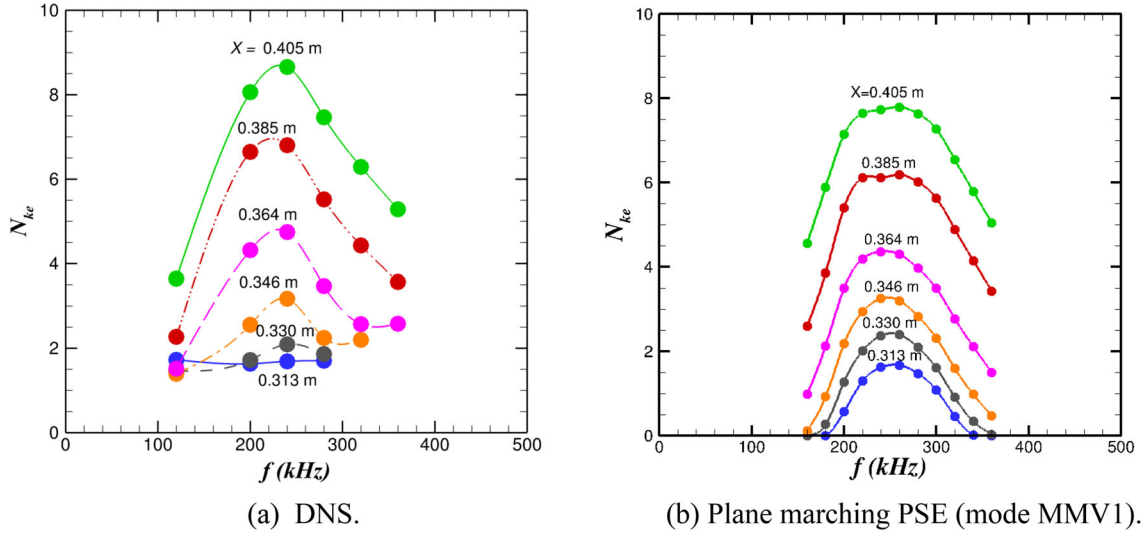 10
8
6
4
2
0
N_ke
X = 0.405 m
0.385 m
0.364 m
0.346 m
0.330 m
0.313 m
0 100 200 300 400 500
f (kHz)
(a) DNS.
10
8
6
4
2
0
N_ke
X=0.405 m
0.385 m
0.364 m
0.346 m
0.330 m
0.313 m
0 100 200 300 400 500
f (kHz)
(b) Plane marching PSE (mode MMV1).